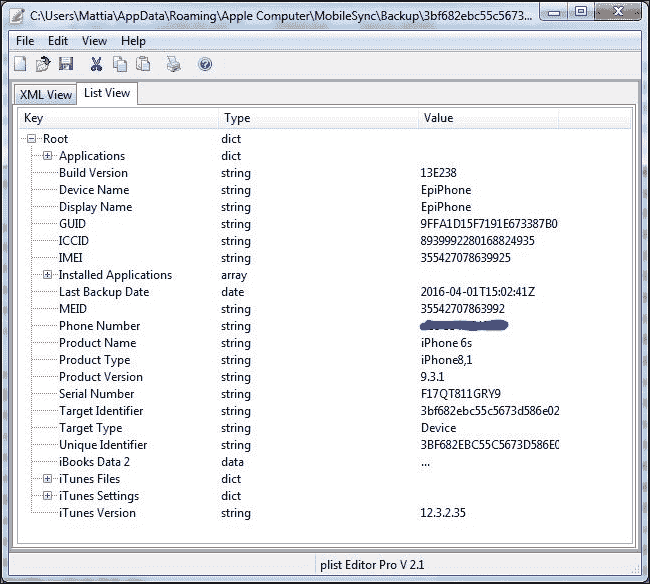 C:\Users\Mattia\AppData\Roaming\Apple Computer\MobileSync\Backup\3bf682ebc55c5673...
File Edit View Help
XML View List View
Key Type Value
Root dict
Applications dict
Build Version string 13E238
Device Name string EpiPhone
Display Name string EpiPhone
GUID string 9FFA1D15F7191E673387B0
ICCID string 8939992280168824935
IMEI string 355427078639925
Installed Applications array
Last Backup Date date 2016-04-01T15:02:41Z
MEID string 35542707863992
Phone Number string
Product Name string iPhone 6s
Product Type string iPhone8,1
Product Version string 9.3.1
Serial Number string F17QT811GRY9
Target Identifier string 3bf682ebc55c5673d586e02
Target Type string Device
Unique Identifier string 3BF682EBC55C5673D586E0
iBooks Data 2 data ...
iTunes Files dict
iTunes Settings dict
iTunes Version string 12.3.2.35
plist Editor Pro V 2.1